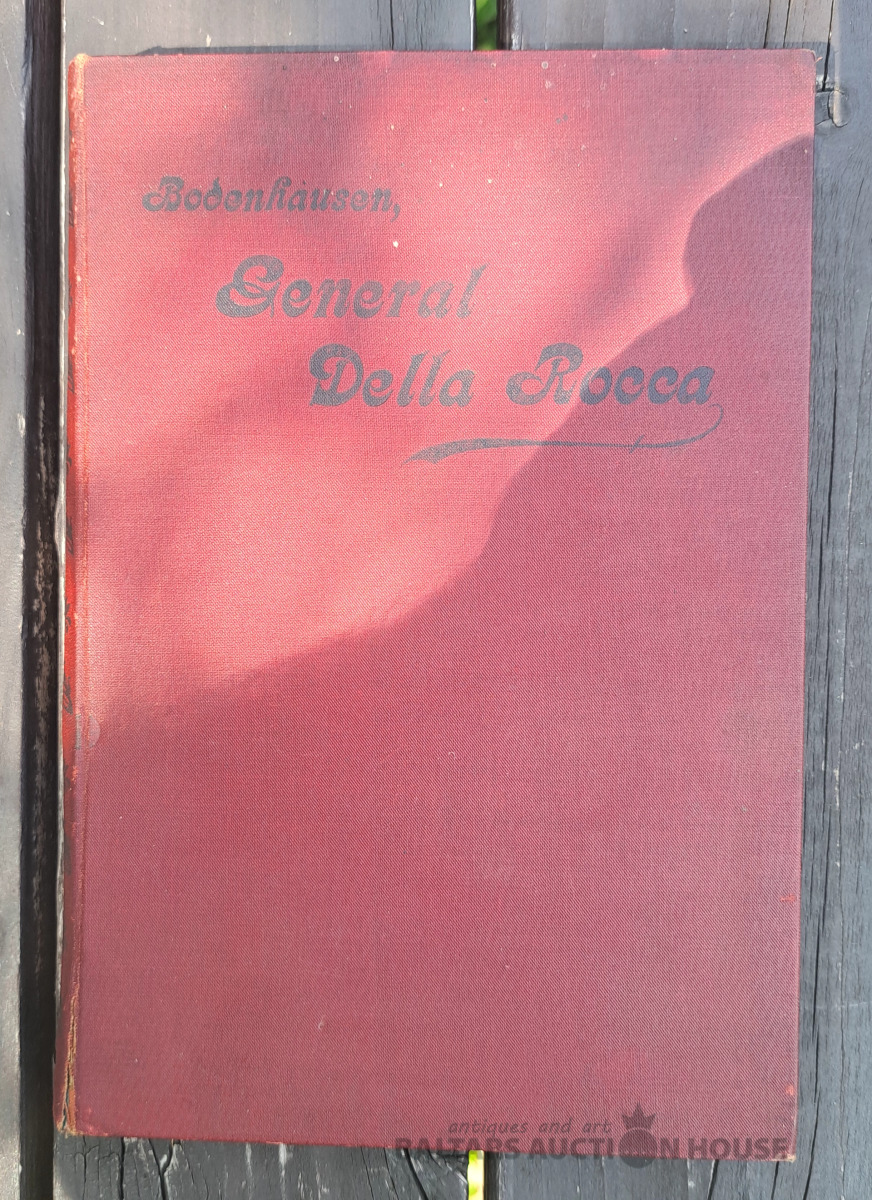 Bodenhausen,
General
Della Rocca
antiques and art
BALTARS AUCTION HOUSE